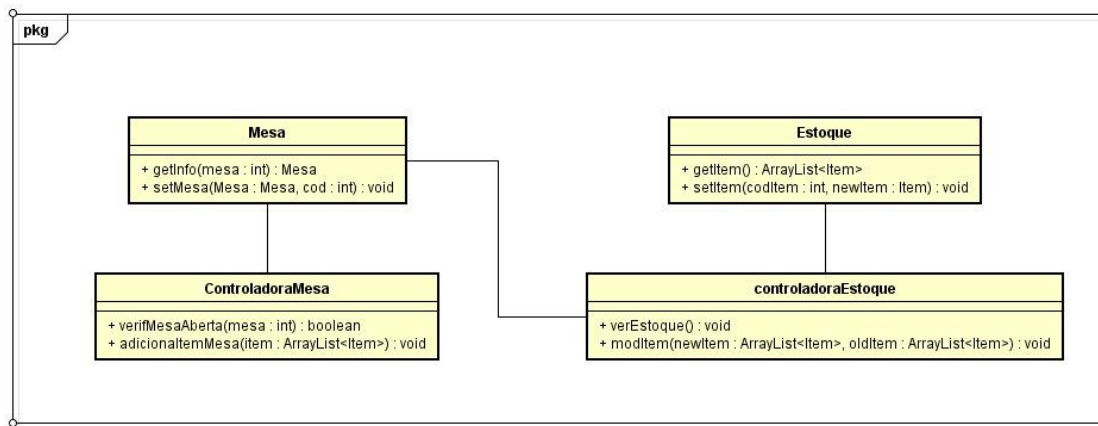 pkg
Mesa
+ getInfo(mesa : int) : Mesa
+ setMesa(Mesa : Mesa, cod : int) : void
Estoque
+ getItem() : ArrayList<Item>
+ setItem(codItem : int, newItem : Item) : void
ControladoraMesa
+ verifMesaAberta(mesa : int) : boolean
+ adicionaItemMesa(item : ArrayList<Item>) : void
controladoraEstoque
+ verEstoque() : void
+ modItem(newItem : ArrayList<Item>, oldItem : ArrayList<Item>) : void